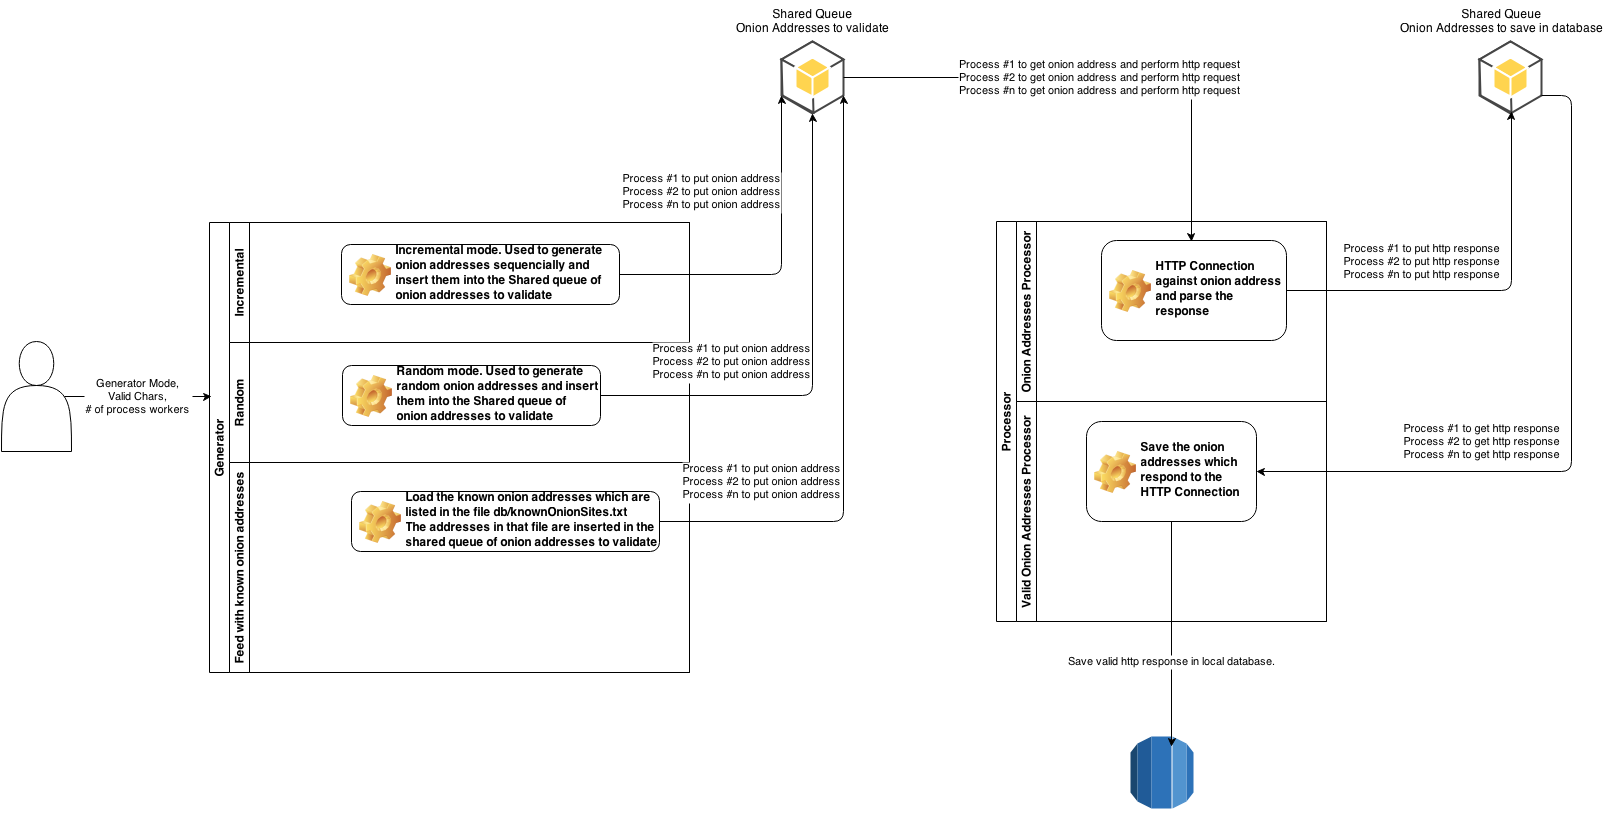 Shared Queue
Onion Addresses to validate
Shared Queue
Onion Addresses to save in database
Process #1 to get onion address and perform http request
Process #2 to get onion address and perform http request
Process #n to get onion address and perform http request
Process #1 to put onion address
Process #2 to put onion address
Process #n to put onion address
Generator Mode,
Valid Chars,
# of process workers
Generator
Incremental
Incremental mode. Used to generate
onion addresses sequencially and
insert them into the Shared queue of
onion addresses to validate
Process #1 to put onion address
Process #2 to put onion address
Process #n to put onion address
Random
Random mode. Used to generate
random onion addresses and insert
them into the Shared queue of
onion addresses to validate
Process #1 to put onion address
Process #2 to put onion address
Process #n to put onion address
Feed with known onion addresses
Load the known onion addresses which are
listed in the file db/knownOnionSites.txt
The addresses in that file are inserted in the
shared queue of onion addresses to validate
Processor
Onion Addresses Processor
HTTP Connection
against onion address
and parse the
response
Process #1 to put http response
Process #2 to put http response
Process #n to put http response
Valid Onion Addresses Processor
Save the onion
addresses which
respond to the
HTTP Connection
Process #1 to get http response
Process #2 to get http response
Process #n to get http response
Save valid http response in local database.